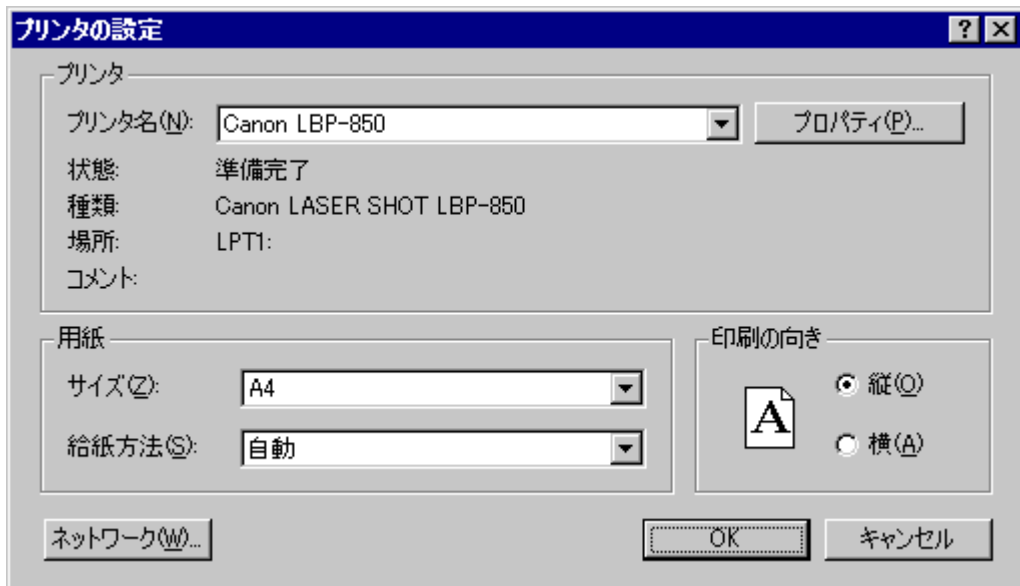 プリンタの設定
プリンタ
プリンタ名(N): Canon LBP-850 プロパティ(P)...
状態: 準備完了
種類: Canon LASER SHOT LBP-850
場所: LPT1:
コメント:
用紙
サイズ(Z): A4
給紙方法(S): 自動
印刷の向き
A
縦(O)
横(A)
ネットワーク(W)... OK キャンセル